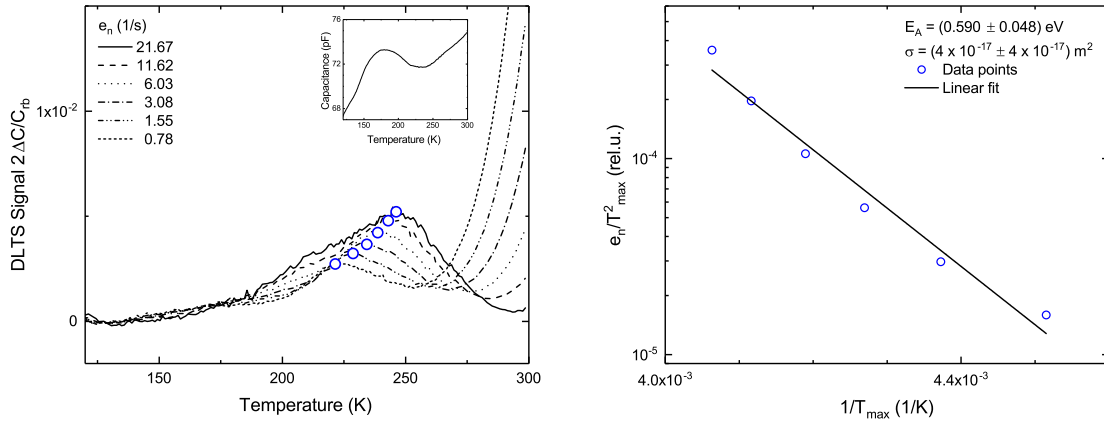 e_n (1/s)
21.67
11.62
6.03
3.08
1.55
0.78
DLTS Signal 2 ΔC/C_rb
1x10⁻²
0
150
200
250
300
Temperature (K)
76
72
68
Capacitance (pF)
150
200
250
300
Temperature (K)
E_A = (0.590 ± 0.048) eV
σ = (4 x 10⁻¹⁷ ± 4 x 10⁻¹⁷) m²
Data points
Linear fit
e_n/T²_max (rel.u.)
10⁻⁴
10⁻⁵
4.0x10⁻³
4.4x10⁻³
1/T_max (1/K)